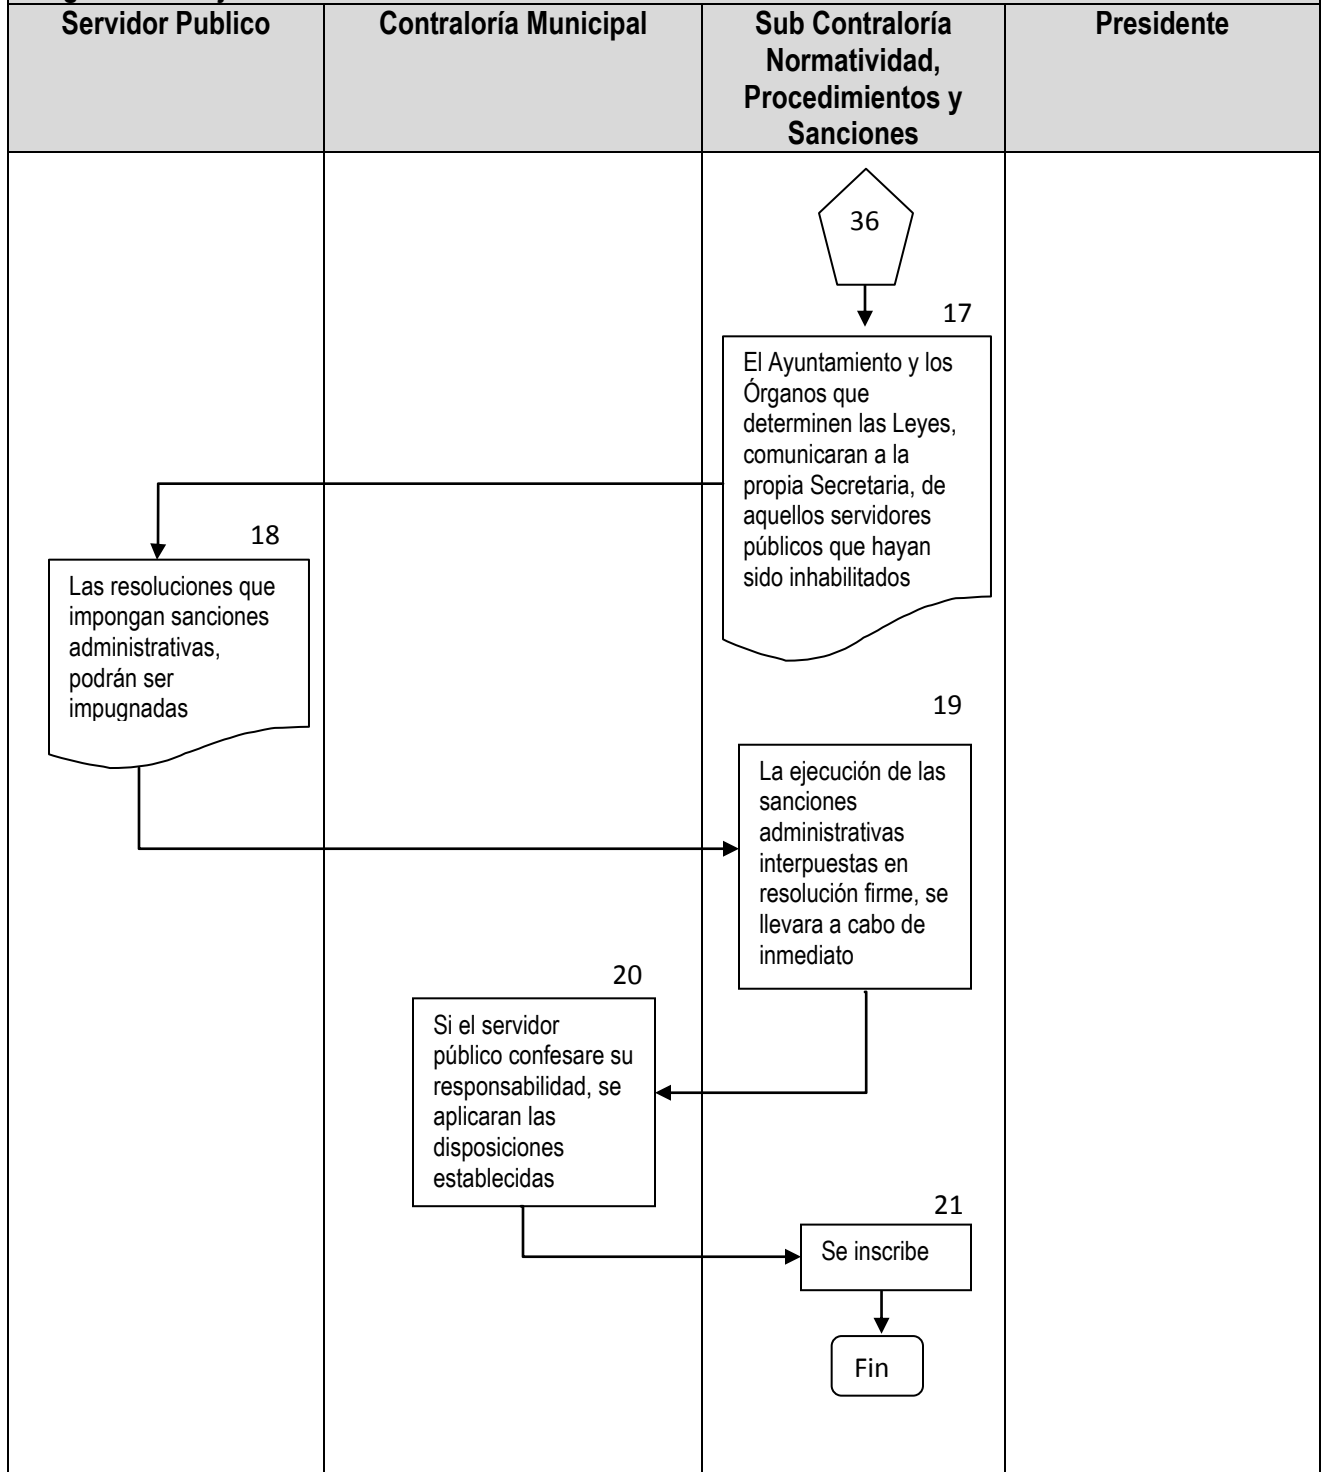 Servidor Publico
Contraloría Municipal
Sub Contraloría
Normatividad,
Procedimientos y
Sanciones
Presidente
36
17
El Ayuntamiento y los
Órganos que
determinen las Leyes,
comunicaran a la
propia Secretaria, de
aquellos servidores
públicos que hayan
sido inhabilitados
18
Las resoluciones que
impongan sanciones
administrativas,
podrán ser
impugnadas
19
La ejecución de las
sanciones
administrativas
interpuestas en
resolución firme, se
llevara a cabo de
inmediato
20
Si el servidor
público confesare su
responsabilidad, se
aplicaran las
disposiciones
establecidas
21
Se inscribe
Fin